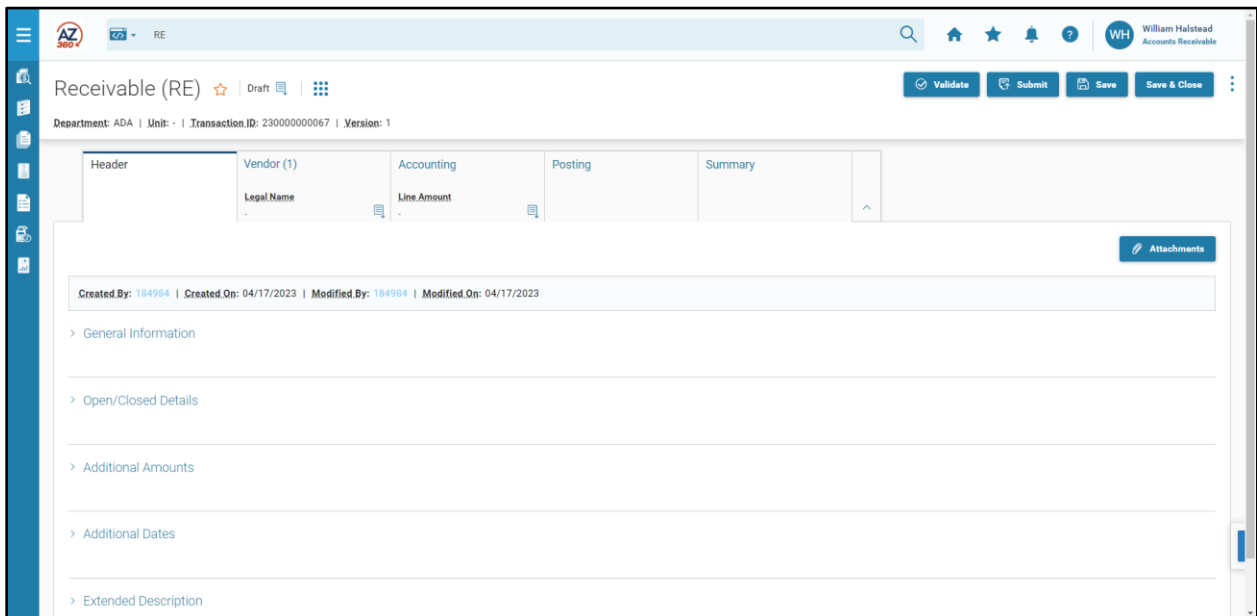 AZ
360
RE
WH
William Halstead
Accounts Receivable
Receivable (RE)
Draft
Validate
Submit
Save
Save & Close
Department: ADA | Unit: - | Transaction ID: 230000000067 | Version: 1
Header
Vendor (1)
Accounting
Posting
Summary
Legal Name
-
Line Amount
-
Attachments
Created By: 184984 | Created On: 04/17/2023 | Modified By: 184984 | Modified On: 04/17/2023
General Information
Open/Closed Details
Additional Amounts
Additional Dates
Extended Description